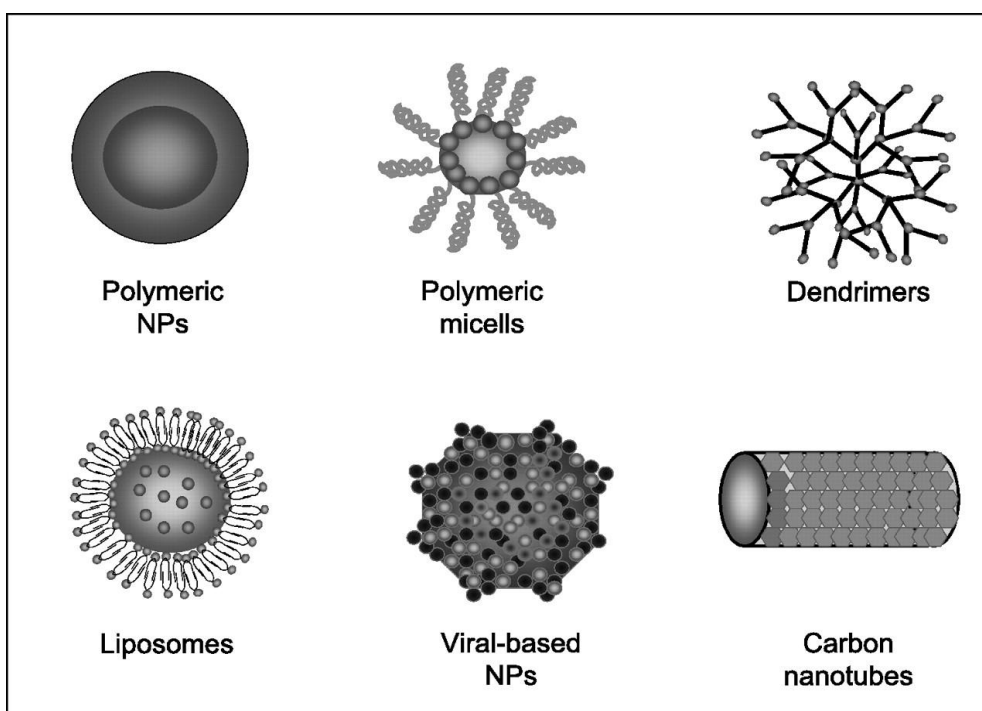 Polymeric
NPs
Polymeric
micells
Dendrimers
Liposomes
Viral-based
NPs
Carbon
nanotubes